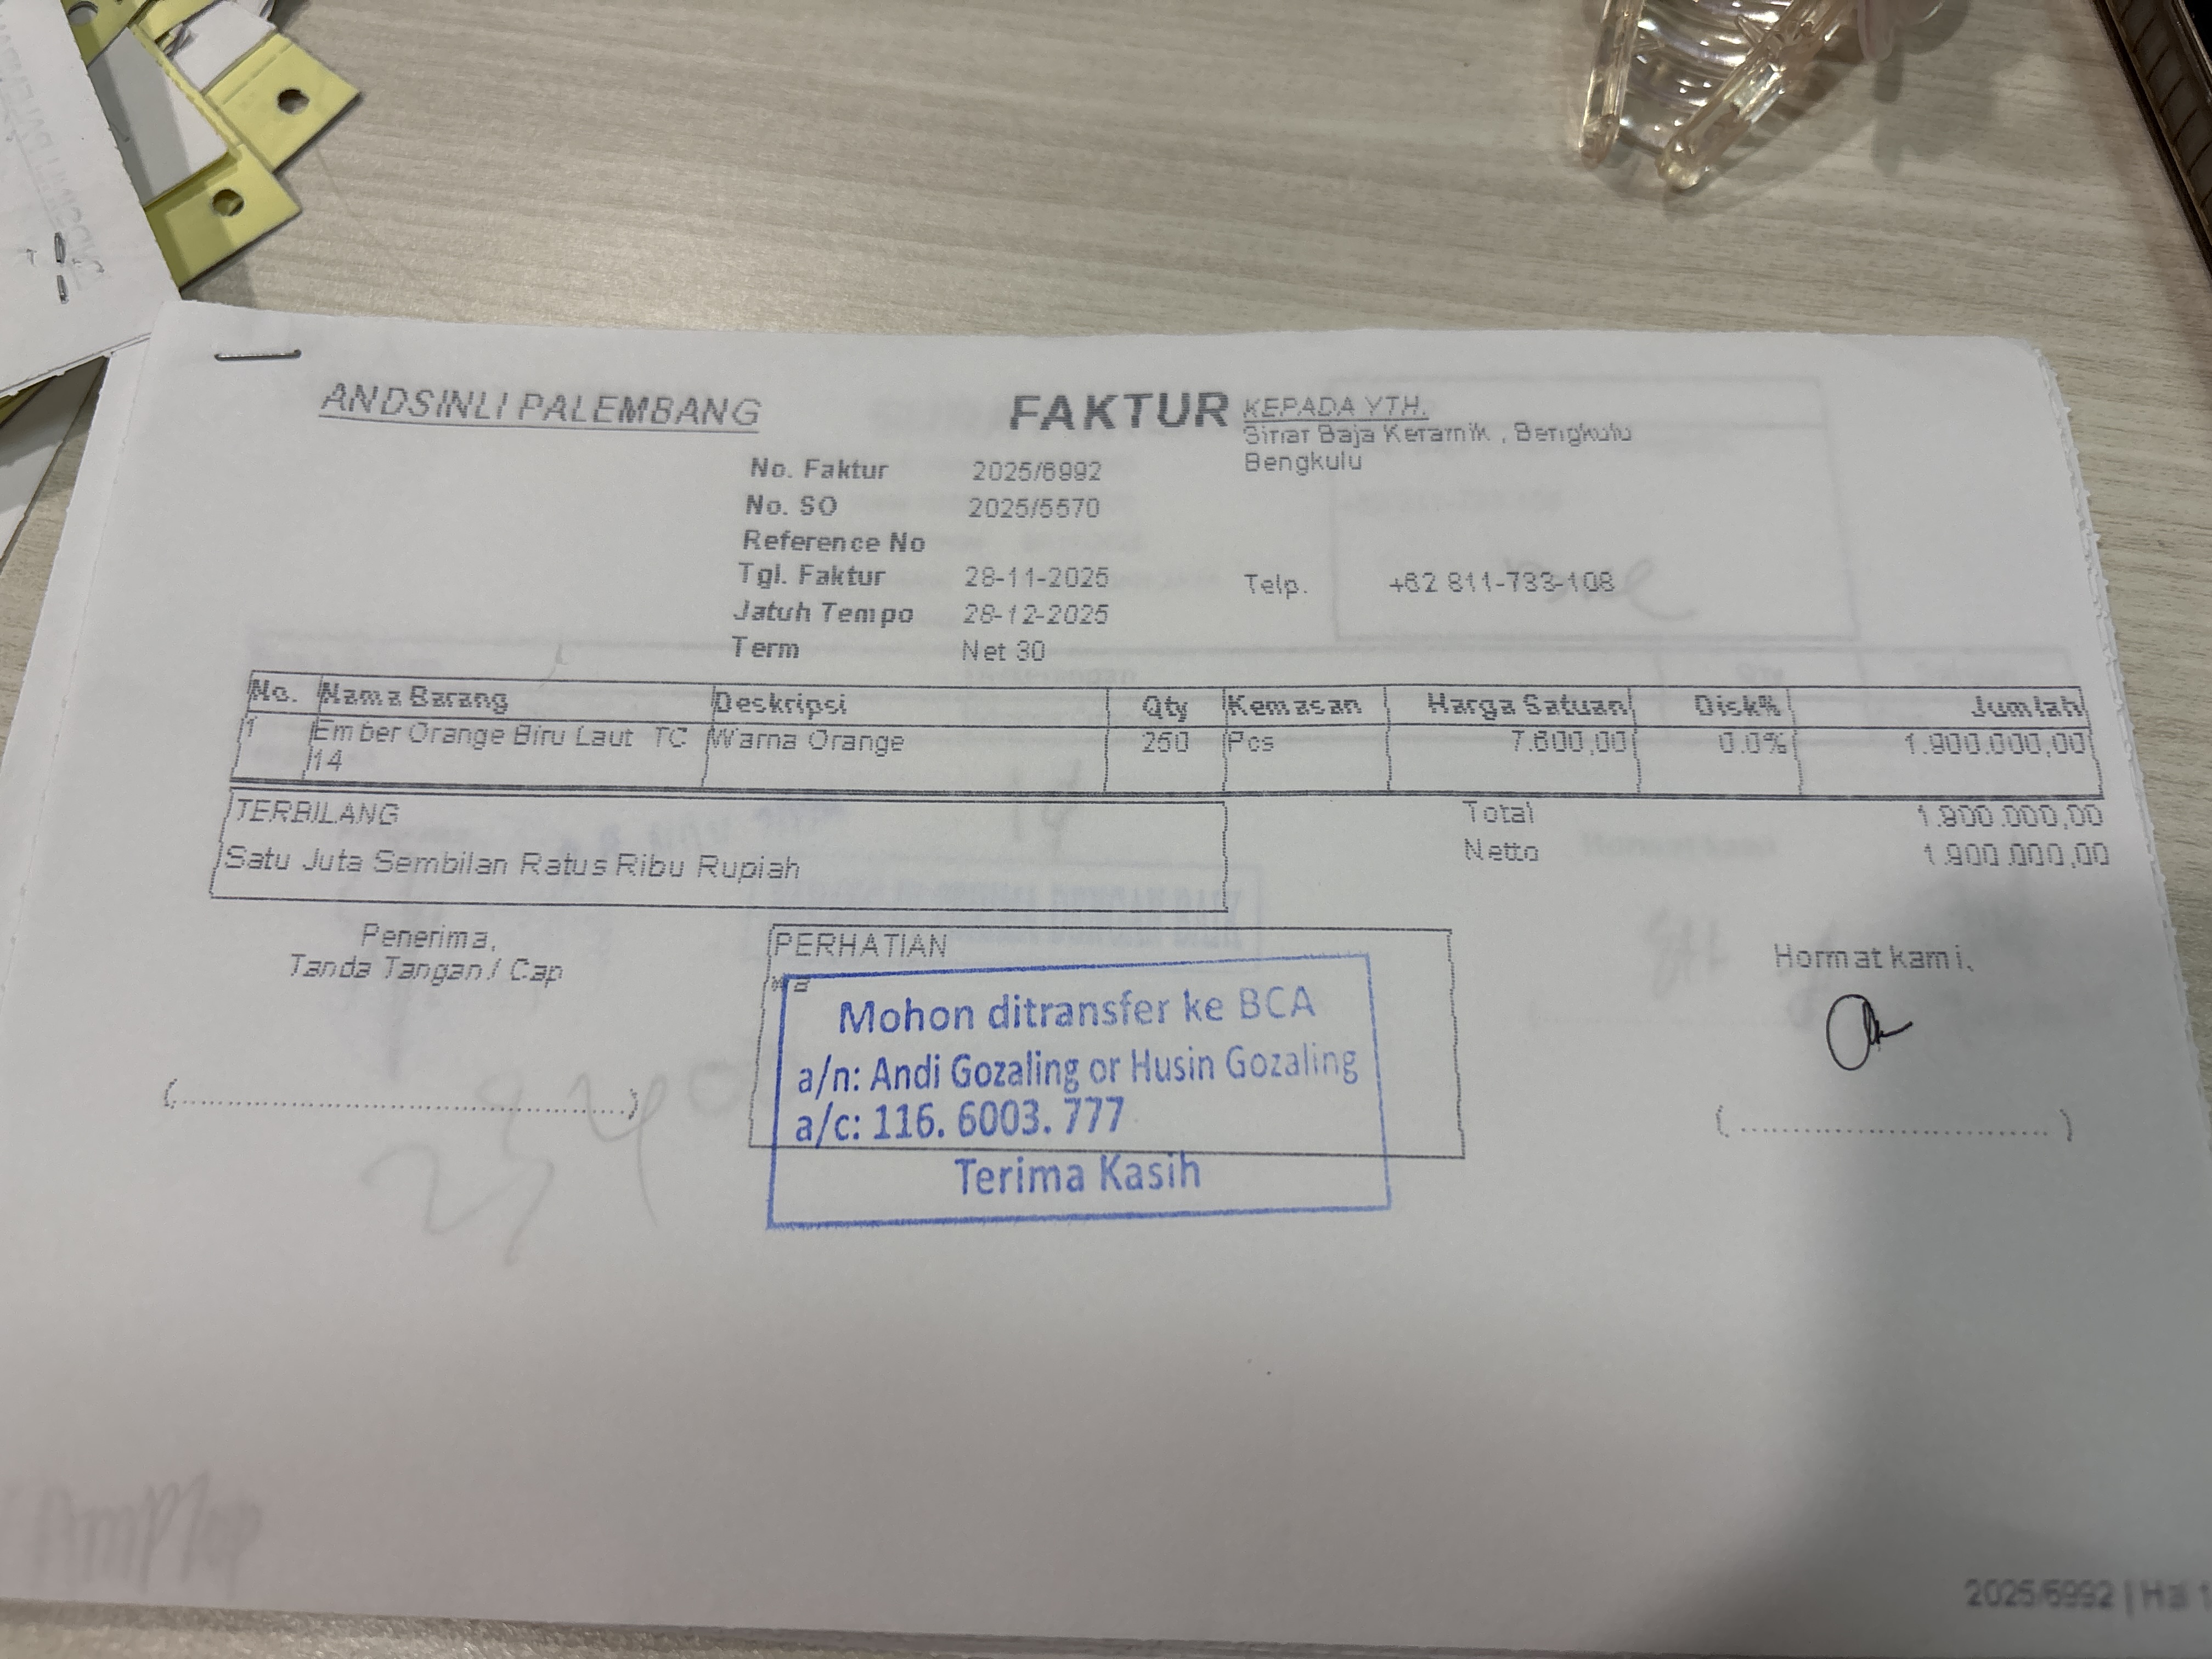 ANDSINLI PALEMBANG
FAKTUR
KEPADA YTH.
Sinar Baja Keramik , Bengkulu
Bengkulu
No. Faktur 2025/6992
No. SO 2025/5570
Reference No
Tgl. Faktur 28-11-2025
Telp. +62 811-733-108
Jatuh Tempo 28-12-2025
Term Net 30
No. Nama Barang Deskripsi Qty Kemasan Harga Satuan Disk% Jumlah
1 Ember Orange Biru Laut TC Warna Orange 250 Pcs 7.600,00 0.0% 1.900.000,00
14
TERBILANG
Total 1.900.000,00
Satu Juta Sembilan Ratus Ribu Rupiah
Netto 1.900.000,00
Penerima,
Tanda Tangan / Cap
PERHATIAN
Hormat kami,
Mohon ditransfer ke BCA
a/n: Andi Gozaling or Husin Gozaling
a/c: 116. 6003. 777
Terima Kasih
(..............................) (..............................)
2025/6992 | Hal 1